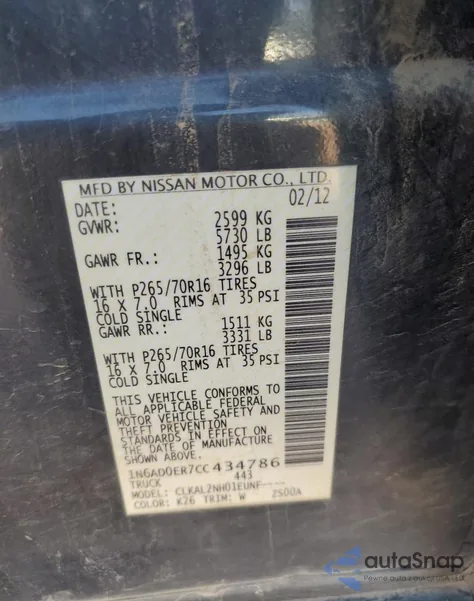 MFD BY NISSAN MOTOR CO., LTD.
DATE: 02/12
GVWR: 2599 KG
5730 LB
GAWR FR.: 1495 KG
3296 LB
WITH P265/70R16 TIRES
16 X 7.0 RIMS AT 35 PSI
COLD SINGLE
GAWR RR.: 1511 KG
3331 LB
WITH P265/70R16 TIRES
16 X 7.0 RIMS AT 35 PSI
COLD SINGLE
THIS VEHICLE CONFORMS TO
ALL APPLICABLE FEDERAL
MOTOR VEHICLE SAFETY AND
THEFT PREVENTION
STANDARDS IN EFFECT ON
THE DATE OF MANUFACTURE
SHOWN ABOVE.
1N6AD0ER7CC434786
TRUCK 443
MODEL: CLKAL2NH01EUNF----
COLOR: K26 TRIM: W 2S00A
autoSnap